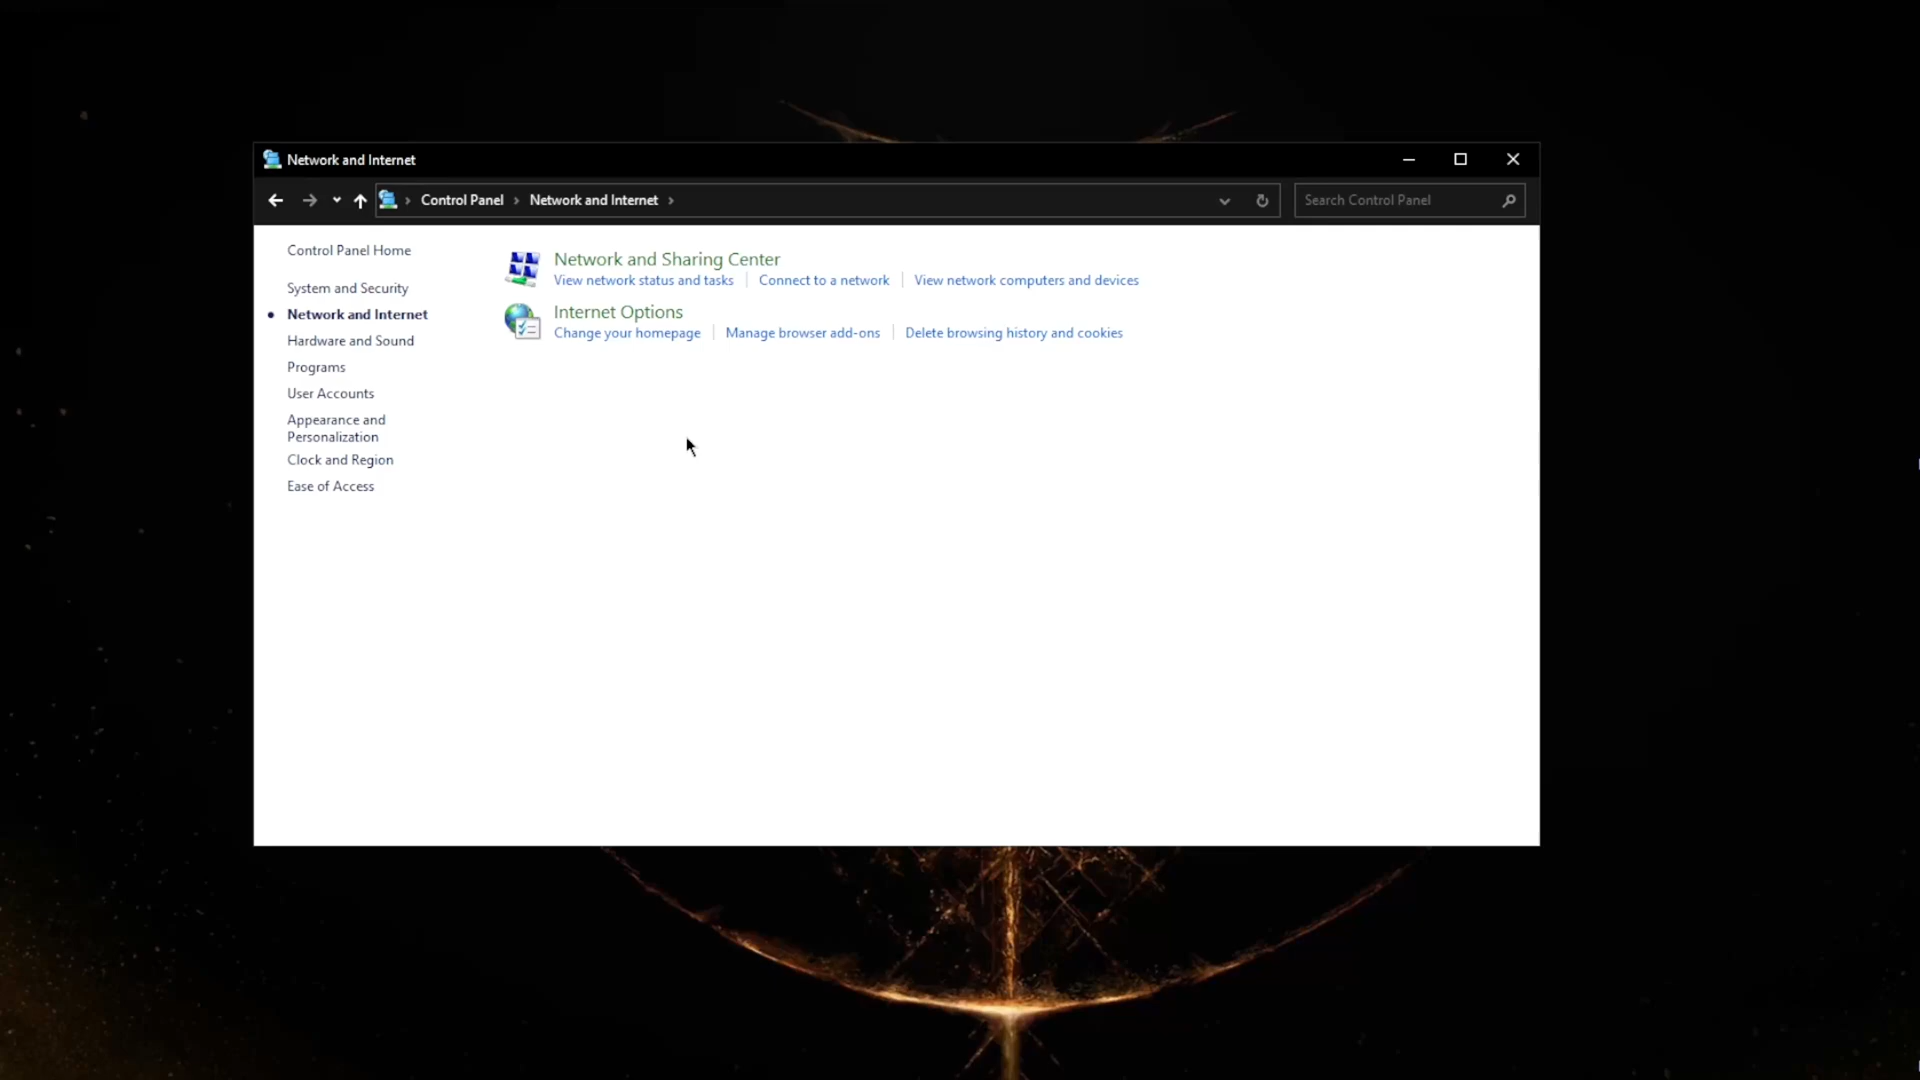 Network and Internet
Control Panel > Network and Internet >
Search Control Panel
Control Panel Home
System and Security
Network and Internet
Hardware and Sound
Programs
User Accounts
Appearance and
Personalization
Clock and Region
Ease of Access
Network and Sharing Center
View network status and tasks
Connect to a network
View network computers and devices
Internet Options
Change your homepage
Manage browser add-ons
Delete browsing history and cookies